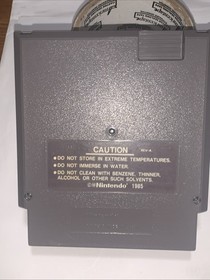 CAUTION
• DO NOT STORE IN EXTREME TEMPERATURES.
• DO NOT IMMERSE IN WATER.
• DO NOT CLEAN WITH BENZENE, THINNER,
ALCOHOL OR OTHER SUCH SOLVENTS.
©Nintendo 1985